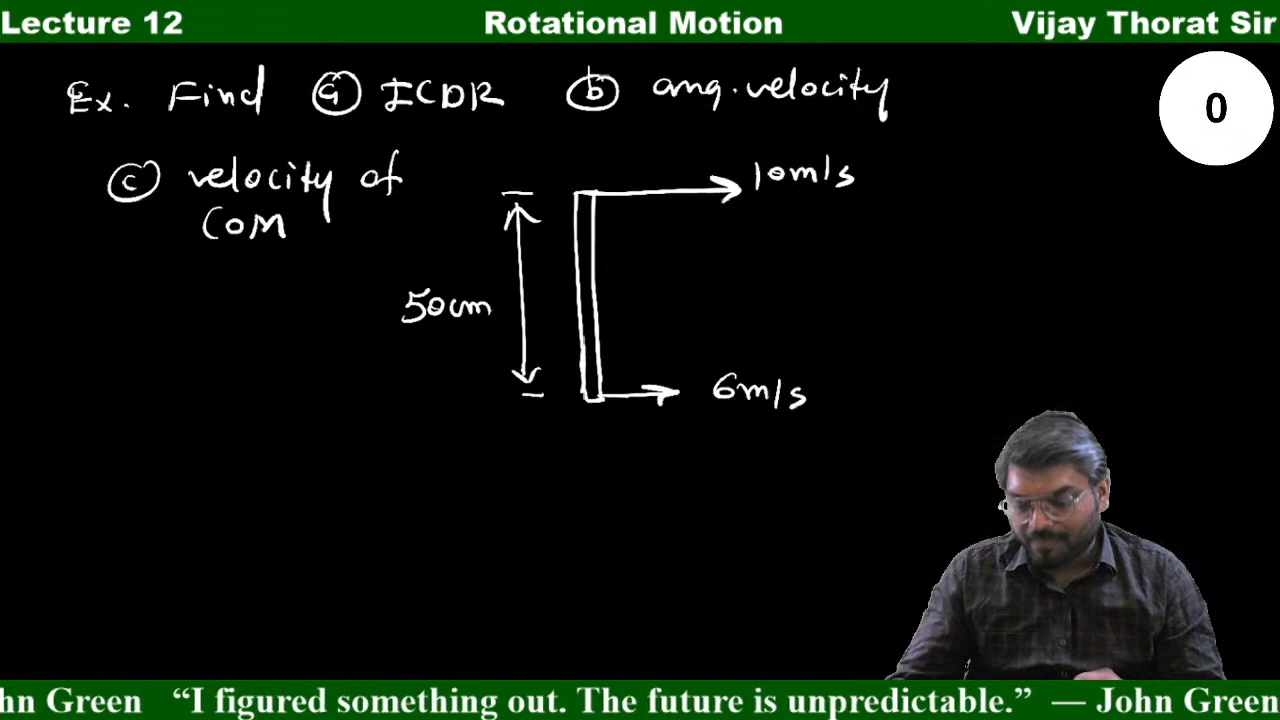 Lecture 12 Rotational Motion Vijay Thorat Sir
Ex. Find ⓐ ICOR ⓑ ang. velocity
0
ⓒ velocity of
COM
10m/s
50cm
6m/s
hn Green “I figured something out. The future is unpredictable.” — John Green